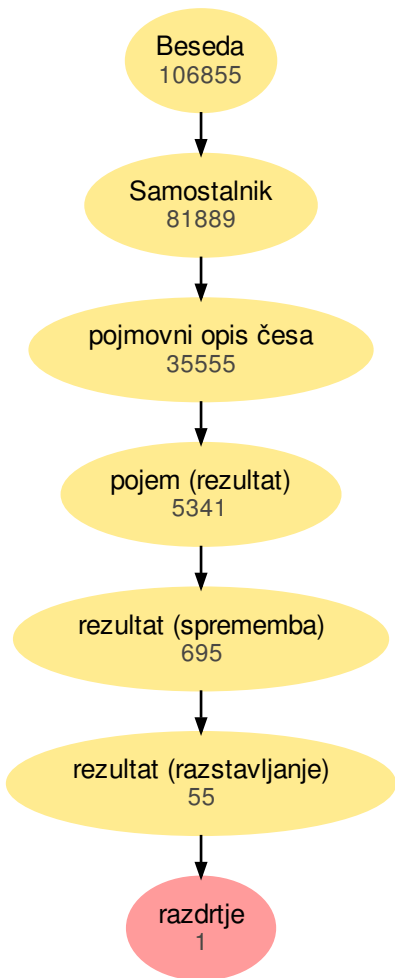 Beseda
106855
Samostalnik
81889
pojmovni opis česa
35555
pojem (rezultat)
5341
rezultat (sprememba)
695
rezultat (razstavljanje)
55
razdrtje
1